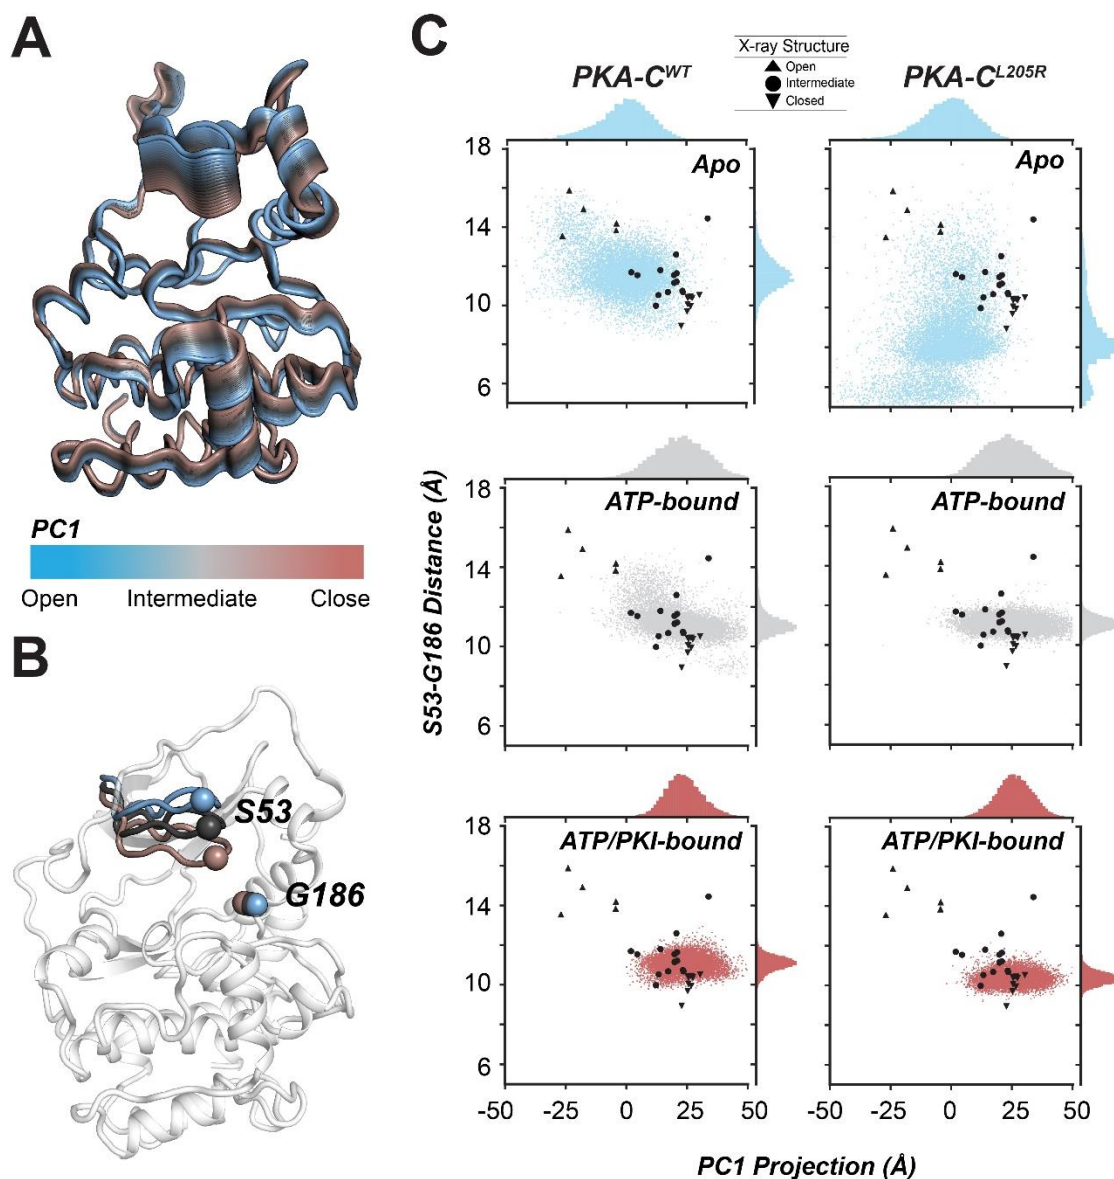 A
PC1
Open Intermediate Close
B
S53
G186
C
X-ray Structure
▲ Open
● Intermediate
▼ Closed
PKA-C^WT PKA-C^L205R
Apo Apo
18
14
10
6
ATP-bound ATP-bound
18
14
10
6
S53-G186 Distance (Å)
ATP/PKI-bound ATP/PKI-bound
18
14
10
6
-50 -25 0 25 50 -50 -25 0 25 50
PC1 Projection (Å)